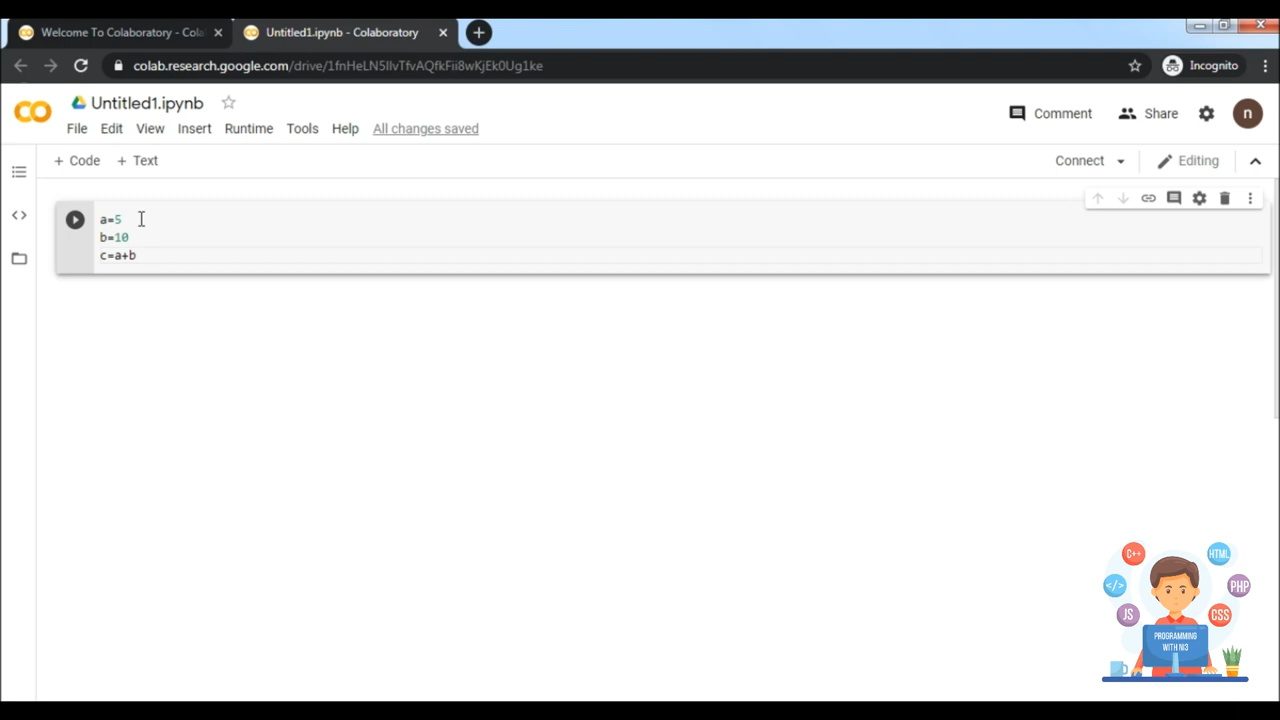 Welcome To Colaboratory - Cola
Untitled1.ipynb - Colaboratory
colab.research.google.com/drive/1fnHeLN5IlvTfvAQfkFii8wKjEk0Ug1ke
Incognito
CO
Untitled1.ipynb
Comment
Share
n
File Edit View Insert Runtime Tools Help All changes saved
+ Code + Text
Connect
Editing
a=5
b=10
c=a+b
C++
HTML
</>
PHP
JS
CSS
PROGRAMMING
WITH NI3